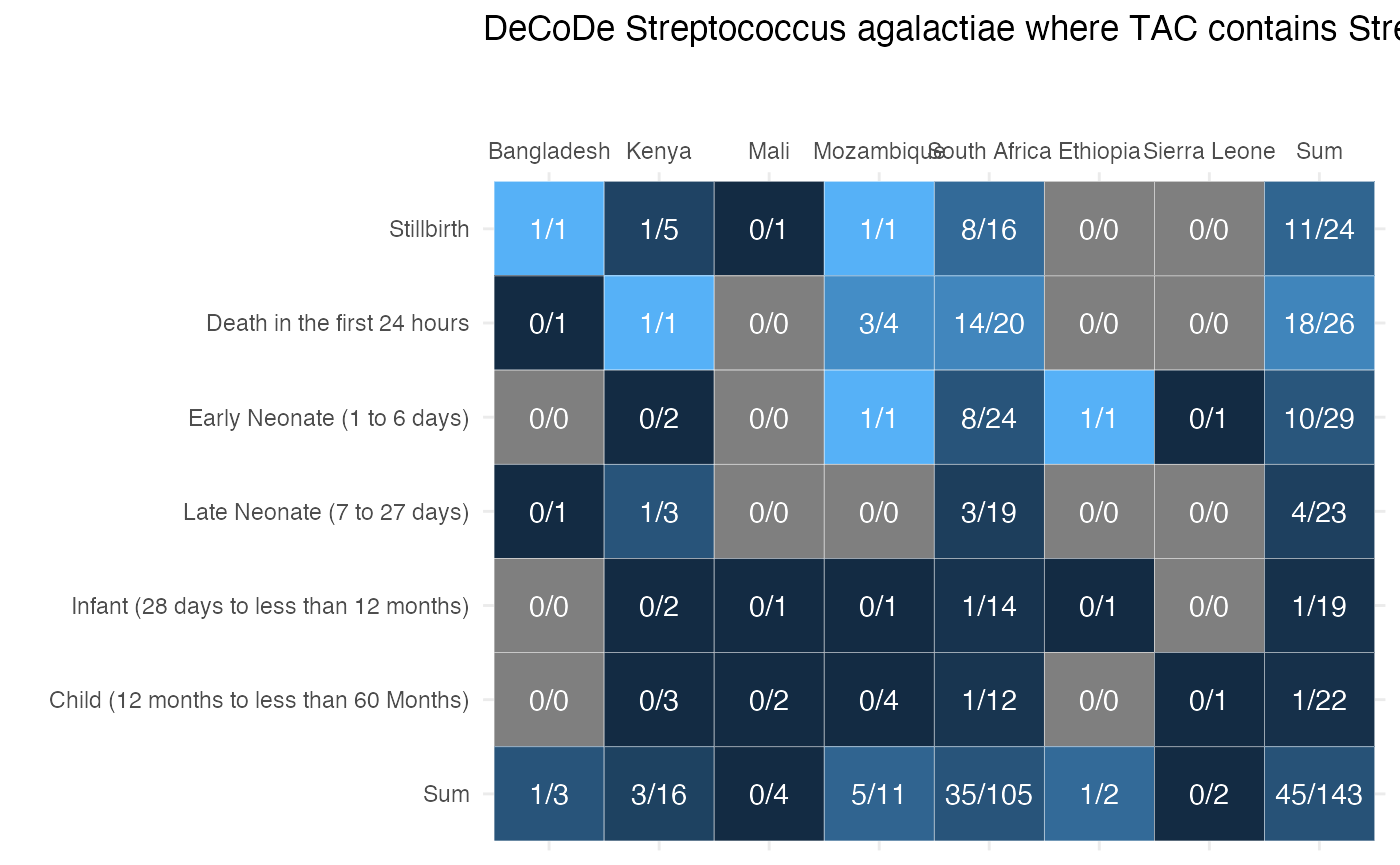 DeCoDe Streptococcus agalactiae where TAC contains Stre
Bangladesh Kenya Mali Mozambique South Africa Ethiopia Sierra Leone Sum
Stillbirth 1/1 1/5 0/1 1/1 8/16 0/0 0/0 11/24
Death in the first 24 hours 0/1 1/1 0/0 3/4 14/20 0/0 0/0 18/26
Early Neonate (1 to 6 days) 0/0 0/2 0/0 1/1 8/24 1/1 0/1 10/29
Late Neonate (7 to 27 days) 0/1 1/3 0/0 0/0 3/19 0/0 0/0 4/23
Infant (28 days to less than 12 months) 0/0 0/2 0/1 0/1 1/14 0/1 0/0 1/19
Child (12 months to less than 60 Months) 0/0 0/3 0/2 0/4 1/12 0/0 0/1 1/22
Sum 1/3 3/16 0/4 5/11 35/105 1/2 0/2 45/143